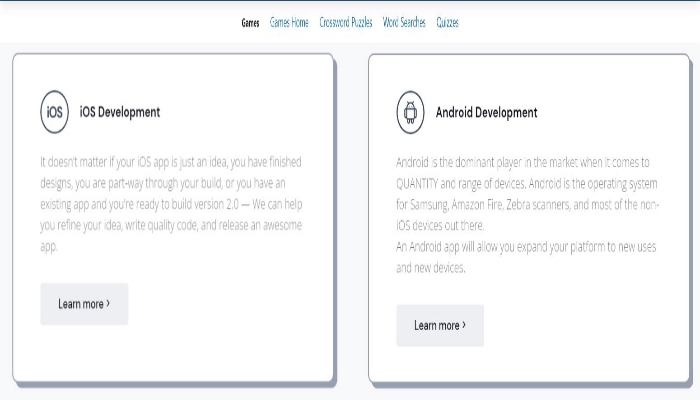 Games Games Home Crossword Puzzles Word Searches Quizzes
iOS iOS Development
It doesn't matter if your iOS app is just an idea, you have finished
designs, you are part-way through your build, or you have an
existing app and you're ready to build version 2.0 — We can help
you refine your idea, write quality code, and release an awesome
app.
Learn more ›
Android Development
Android is the dominant player in the market when it comes to
QUANTITY and range of devices. Android is the operating system
for Samsung, Amazon Fire, Zebra scanners, and most of the non-
iOS devices out there.
An Android app will allow you expand your platform to new uses
and new devices.
Learn more ›